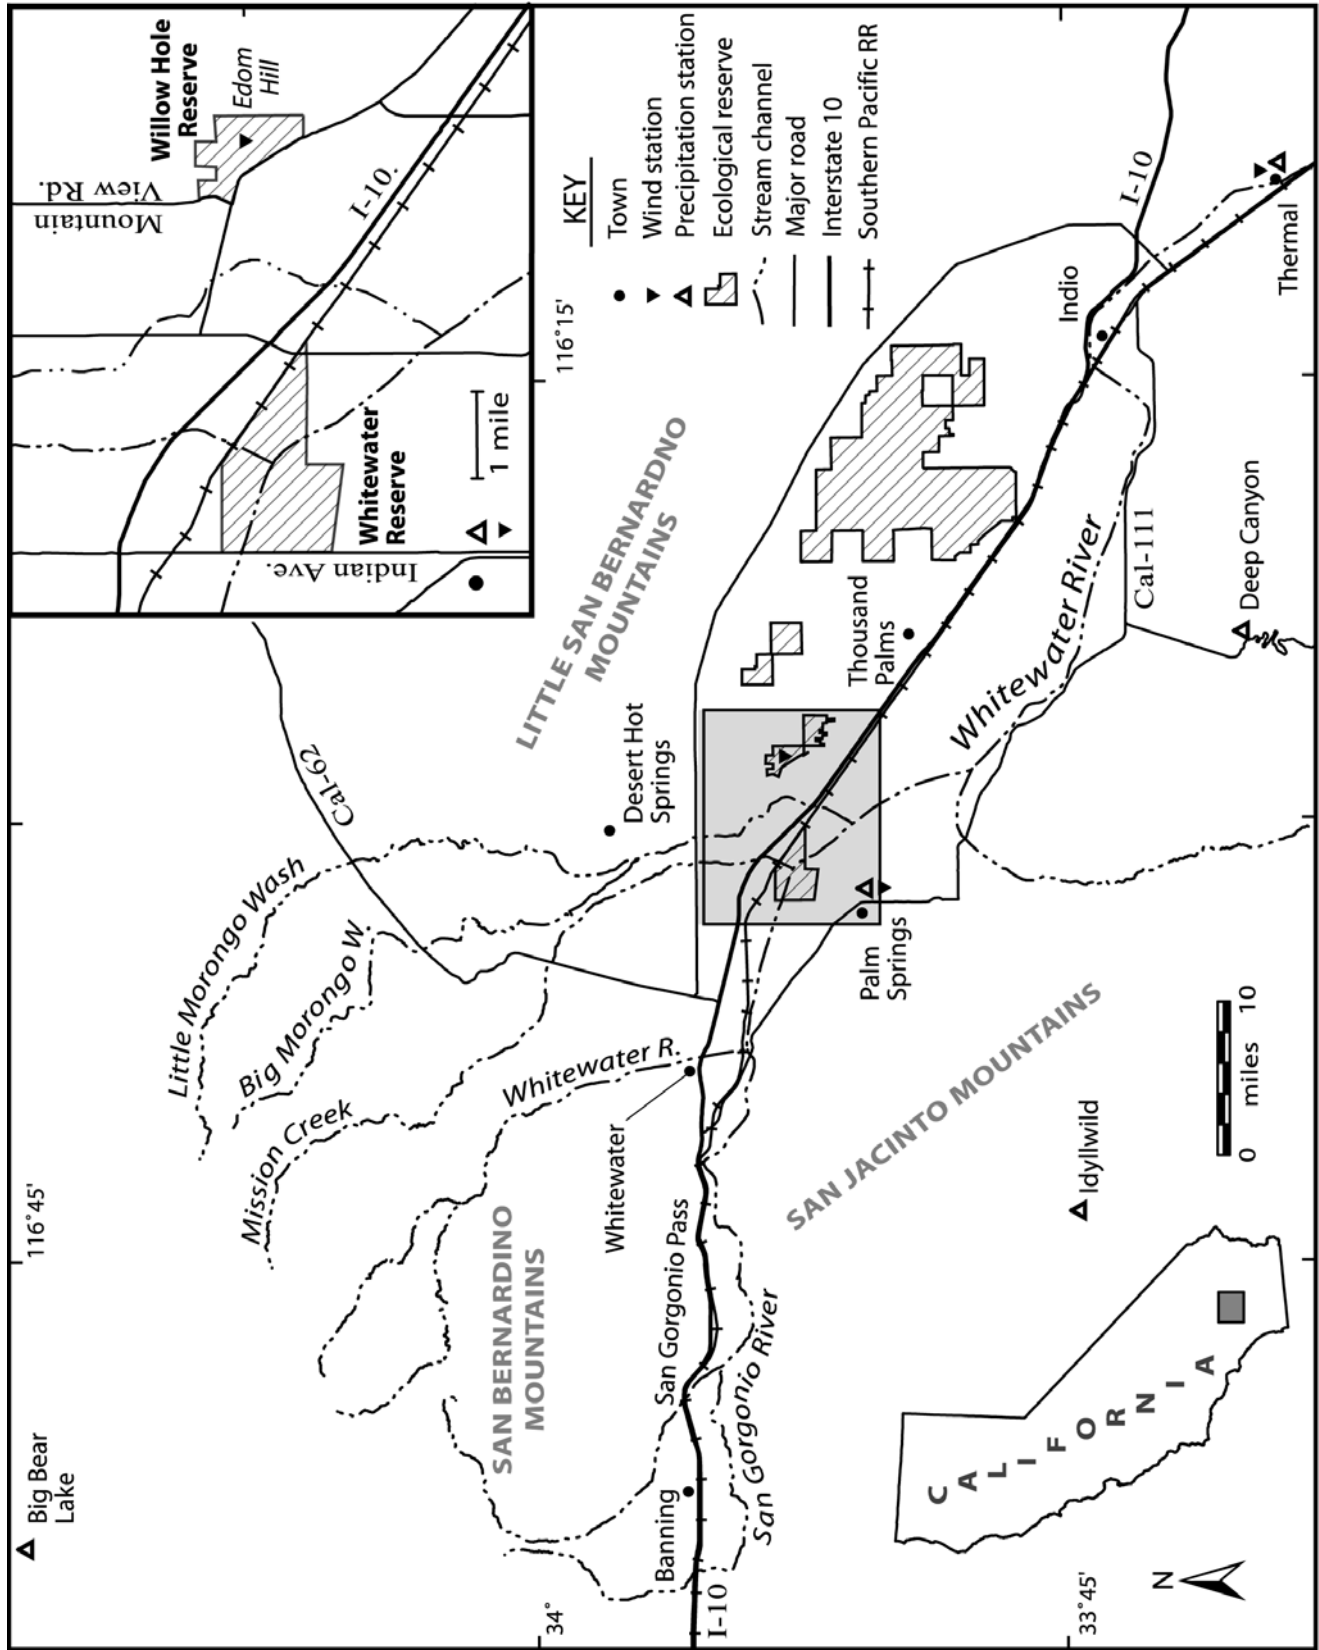 Big Bear
Lake
116°45'
Little Morongo Wash
Big Morongo W.
Mission Creek
Cal-62
Willow Hole
Reserve
Edom
Hill
Mountain
View Rd.
I-10
Indian Ave.
Whitewater
Reserve
1 mile
116°15'
34°
SAN BERNARDINO
MOUNTAINS
Whitewater R.
Whitewater
Desert Hot
Springs
LITTLE SAN BERNARDNO
MOUNTAINS
KEY
Town
Wind station
Precipitation station
Ecological reserve
Stream channel
Major road
Interstate 10
Southern Pacific RR
I-10
Banning
San Gorgonio Pass
San Gorgonio River
Palm
Springs
Thousand
Palms
SAN JACINTO MOUNTAINS
Whitewater River
Indio
I-10
Cal-111
33°45'
Idyllwild
Deep Canyon
Thermal
N
CALIFORNIA
0 miles 10